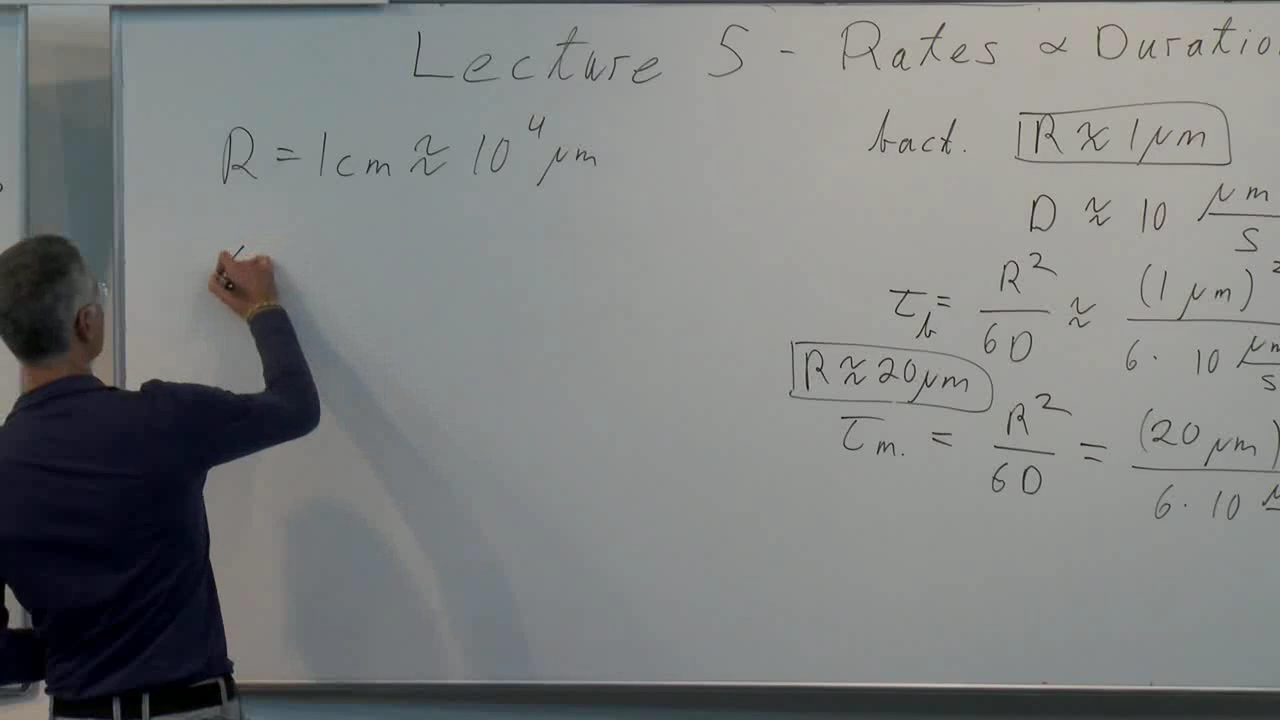 Lecture 5 - Rates & Duratio
R = 1cm ≈ 10⁴ μm
bact. R ≈ 1μm
D ≈ 10 μm / s
τ_b = R² / 6D ≈ (1 μm)² / 6 · 10 μm / s
R ≈ 20μm
τ_m. = R² / 6D = (20 μm) / 6 · 10